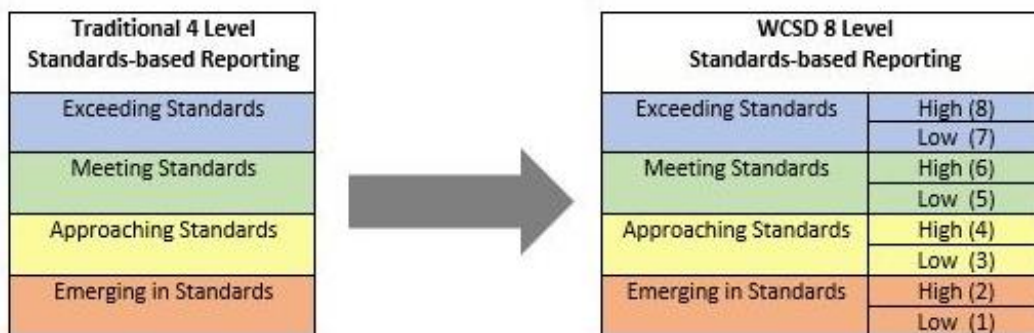 Traditional 4 Level
Standards-based Reporting
Exceeding Standards
Meeting Standards
Approaching Standards
Emerging in Standards
WCSD 8 Level
Standards-based Reporting
Exceeding Standards
High (8)
Low (7)
Meeting Standards
High (6)
Low (5)
Approaching Standards
High (4)
Low (3)
Emerging in Standards
High (2)
Low (1)